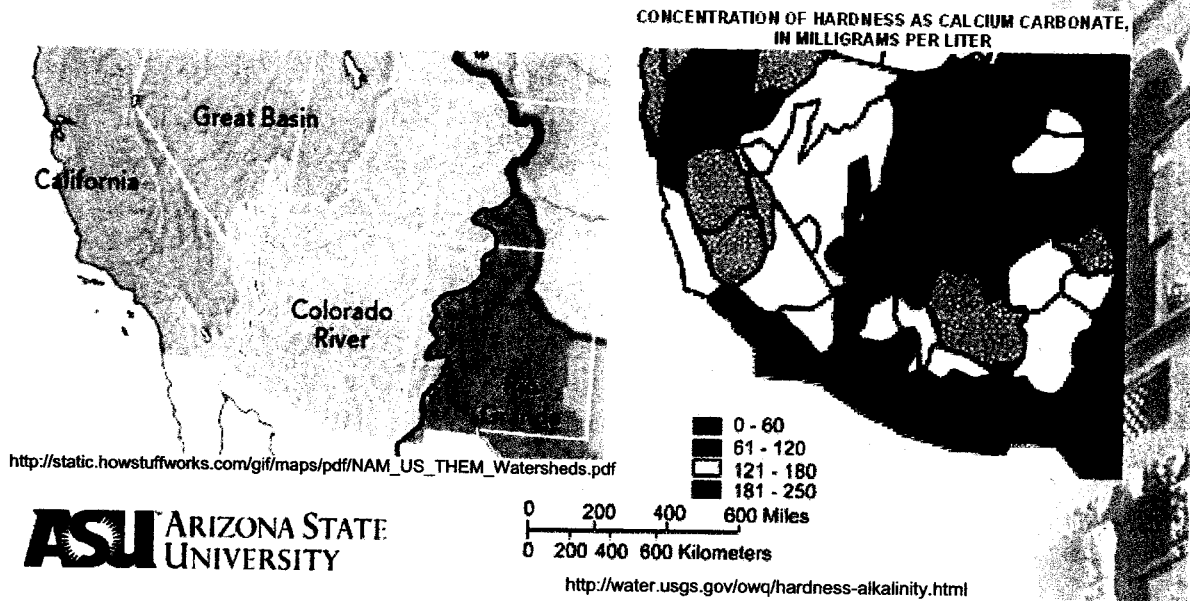 CONCENTRATION OF HARDNESS AS CALCIUM CARBONATE,
IN MILLIGRAMS PER LITER
Great Basin
California
Colorado
River
0 - 60
61 - 120
121 - 180
181 - 250
http://static.howstuffworks.com/gif/maps/pdf/NAM_US_THEM_Watersheds.pdf
0 200 400 600 Miles
0 200 400 600 Kilometers
ASU ARIZONA STATE
UNIVERSITY
http://water.usgs.gov/owq/hardness-alkalinity.html